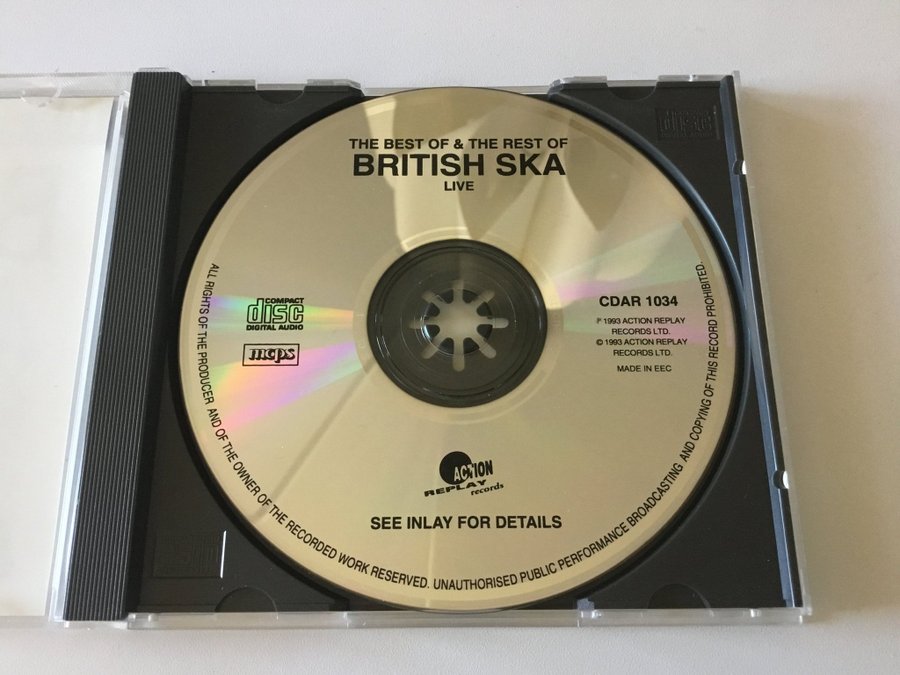 THE BEST OF & THE REST OF
BRITISH SKA
LIVE
COMPACT
disc
DIGITAL AUDIO
mcps
CDAR 1034
℗ 1993 ACTION REPLAY
RECORDS LTD.
© 1993 ACTION REPLAY
RECORDS LTD.
MADE IN EEC
ACTION
REPLAY
records
SEE INLAY FOR DETAILS
ALL RIGHTS OF THE PRODUCER AND OF THE OWNER OF THE RECORDED WORK RESERVED. UNAUTHORISED PUBLIC PERFORMANCE BROADCASTING AND COPYING OF THIS RECORD PROHIBITED.
disc